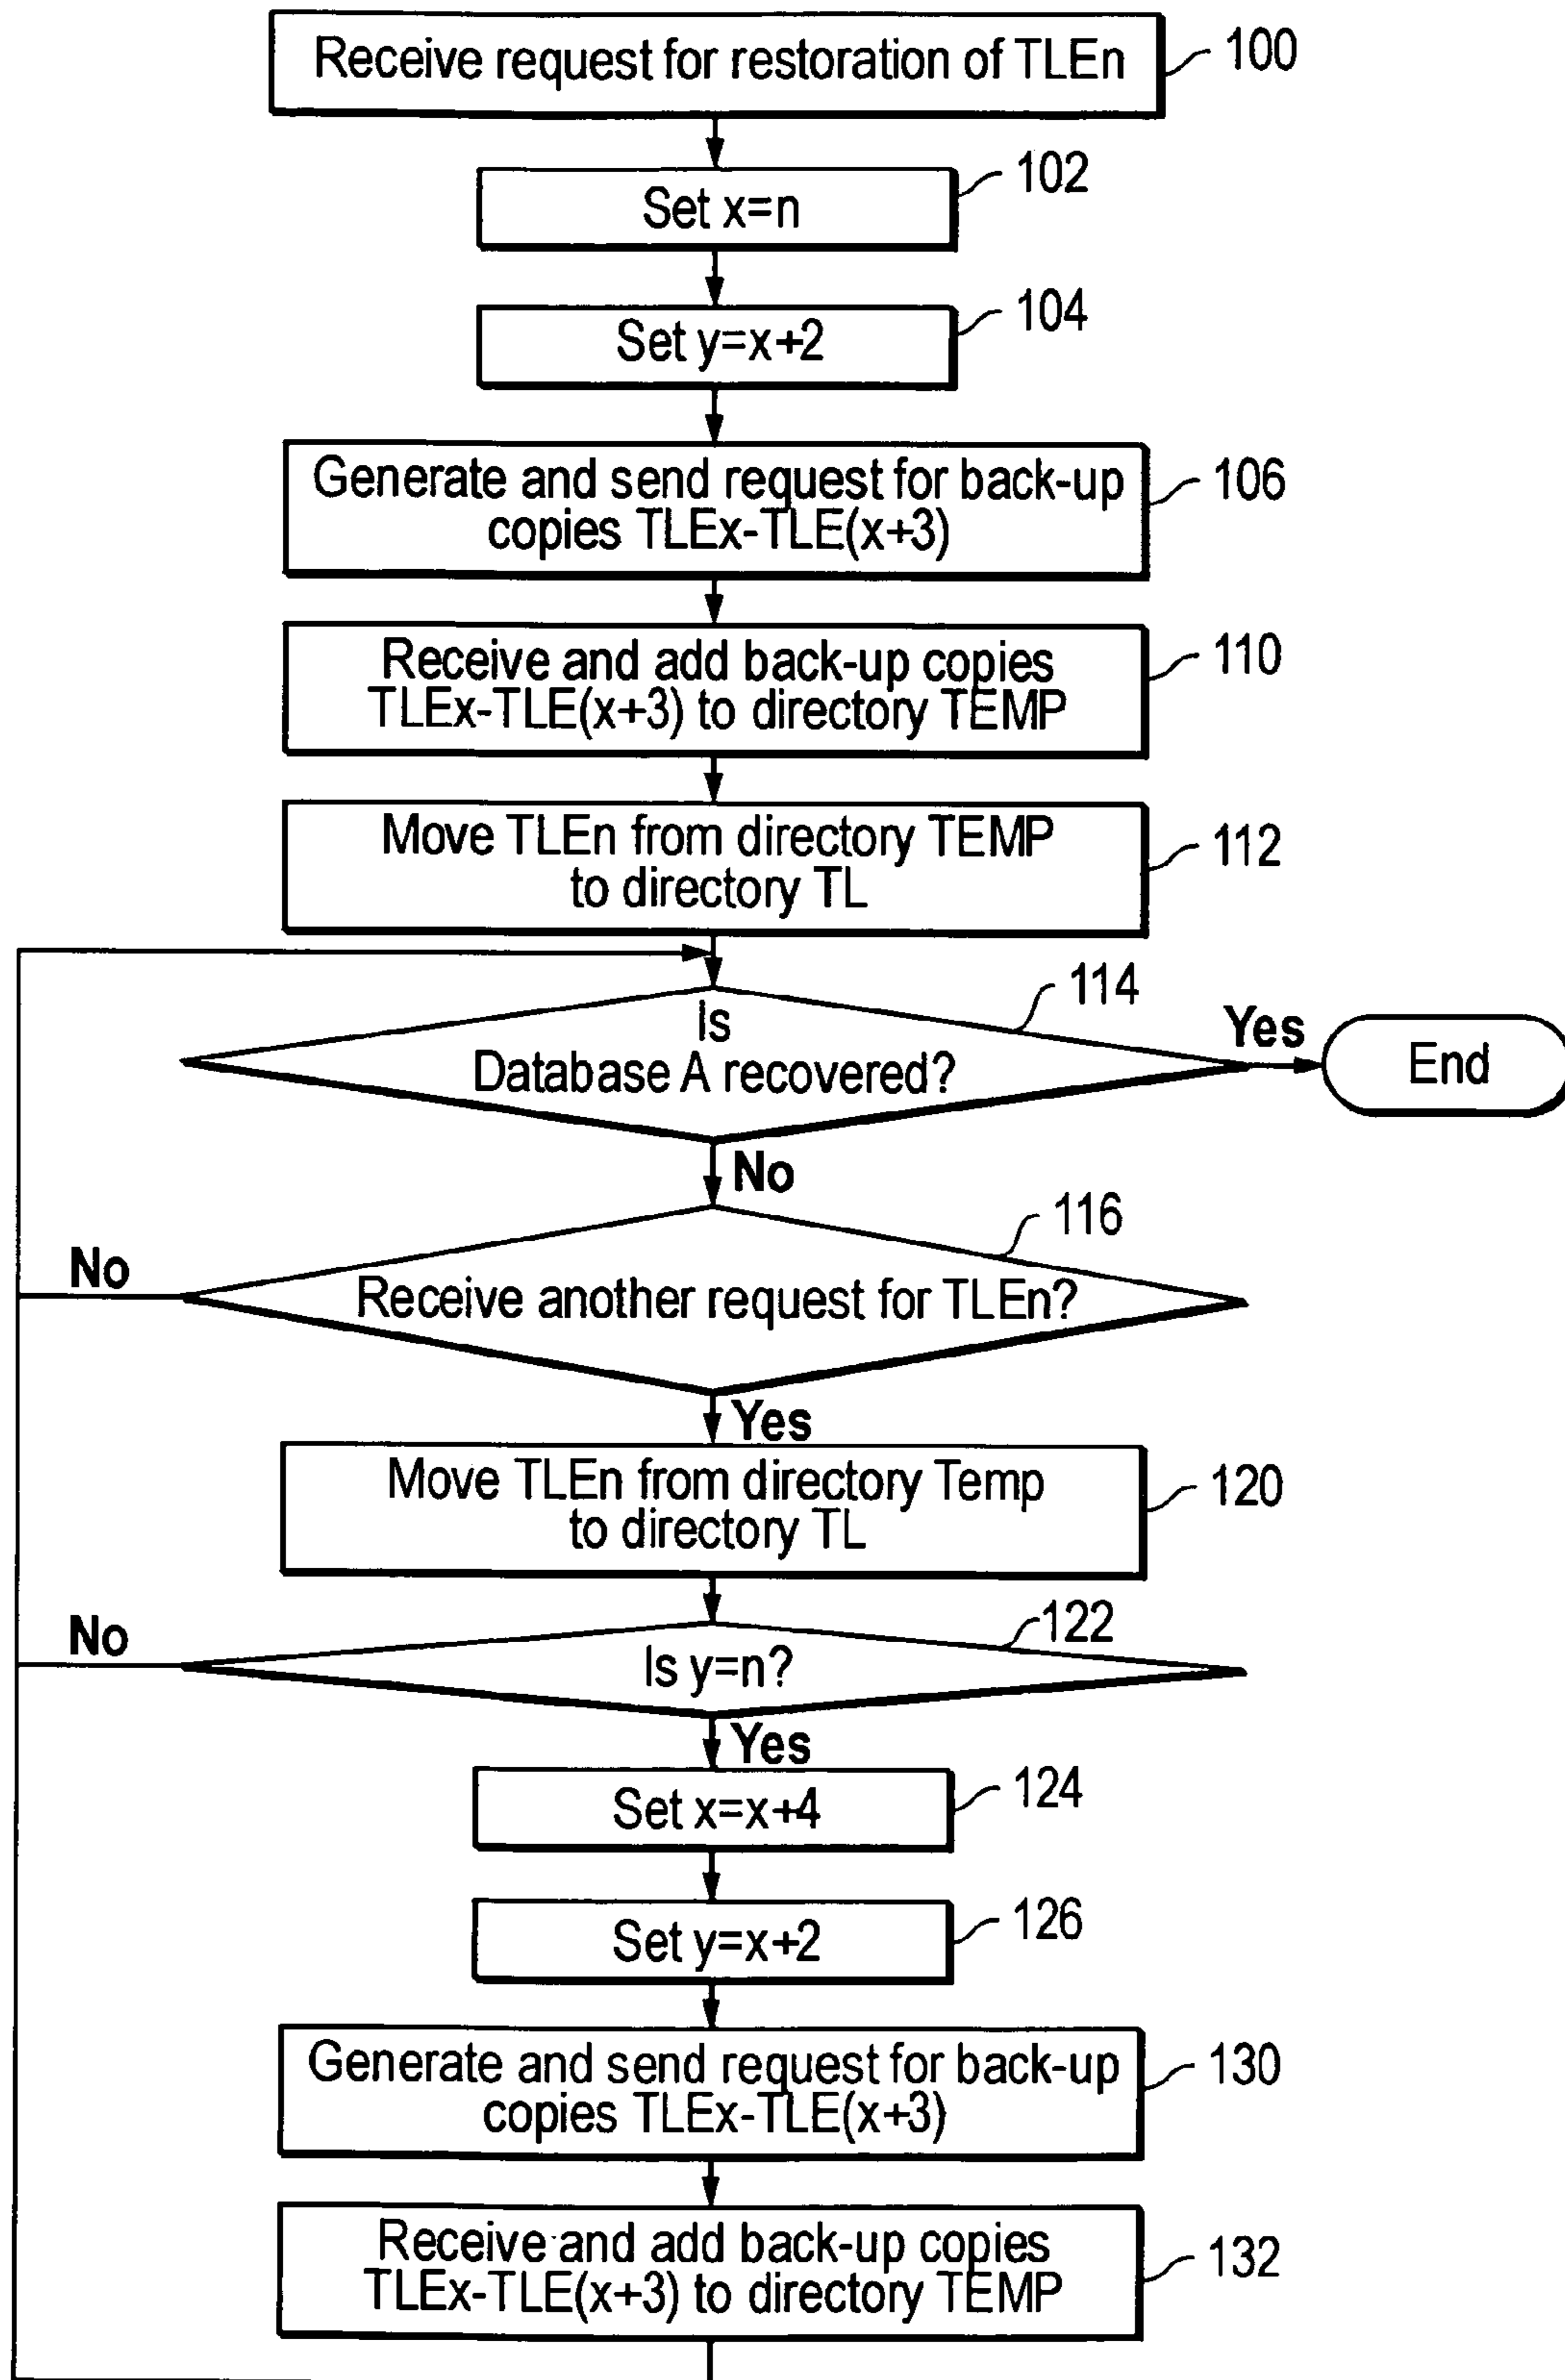 Receive request for restoration of TLEn
100
Set x=n
102
Set y=x+2
104
Generate and send request for back-up
copies TLEx-TLE(x+3)
106
Receive and add back-up copies
TLEx-TLE(x+3) to directory TEMP
110
Move TLEn from directory TEMP
to directory TL
112
Is
Database A recovered?
114
Yes
End
No
Receive another request for TLEn?
116
No
Yes
Move TLEn from directory Temp
to directory TL
120
Is y=n?
122
No
Yes
Set x=x+4
124
Set y=x+2
126
Generate and send request for back-up
copies TLEx-TLE(x+3)
130
Receive and add back-up copies
TLEx-TLE(x+3) to directory TEMP
132